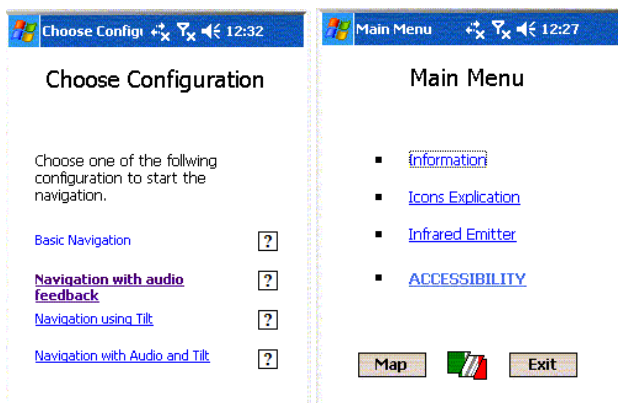 Choose Configu 12:32
Choose Configuration
Choose one of the follwing
configuration to start the
navigation.
Basic Navigation ?
Navigation with audio
feedback ?
Navigation using Tilt ?
Navigation with Audio and Tilt ?
Main Menu 12:27
Main Menu
Information
Icons Explication
Infrared Emitter
ACCESSIBILITY
Map Exit